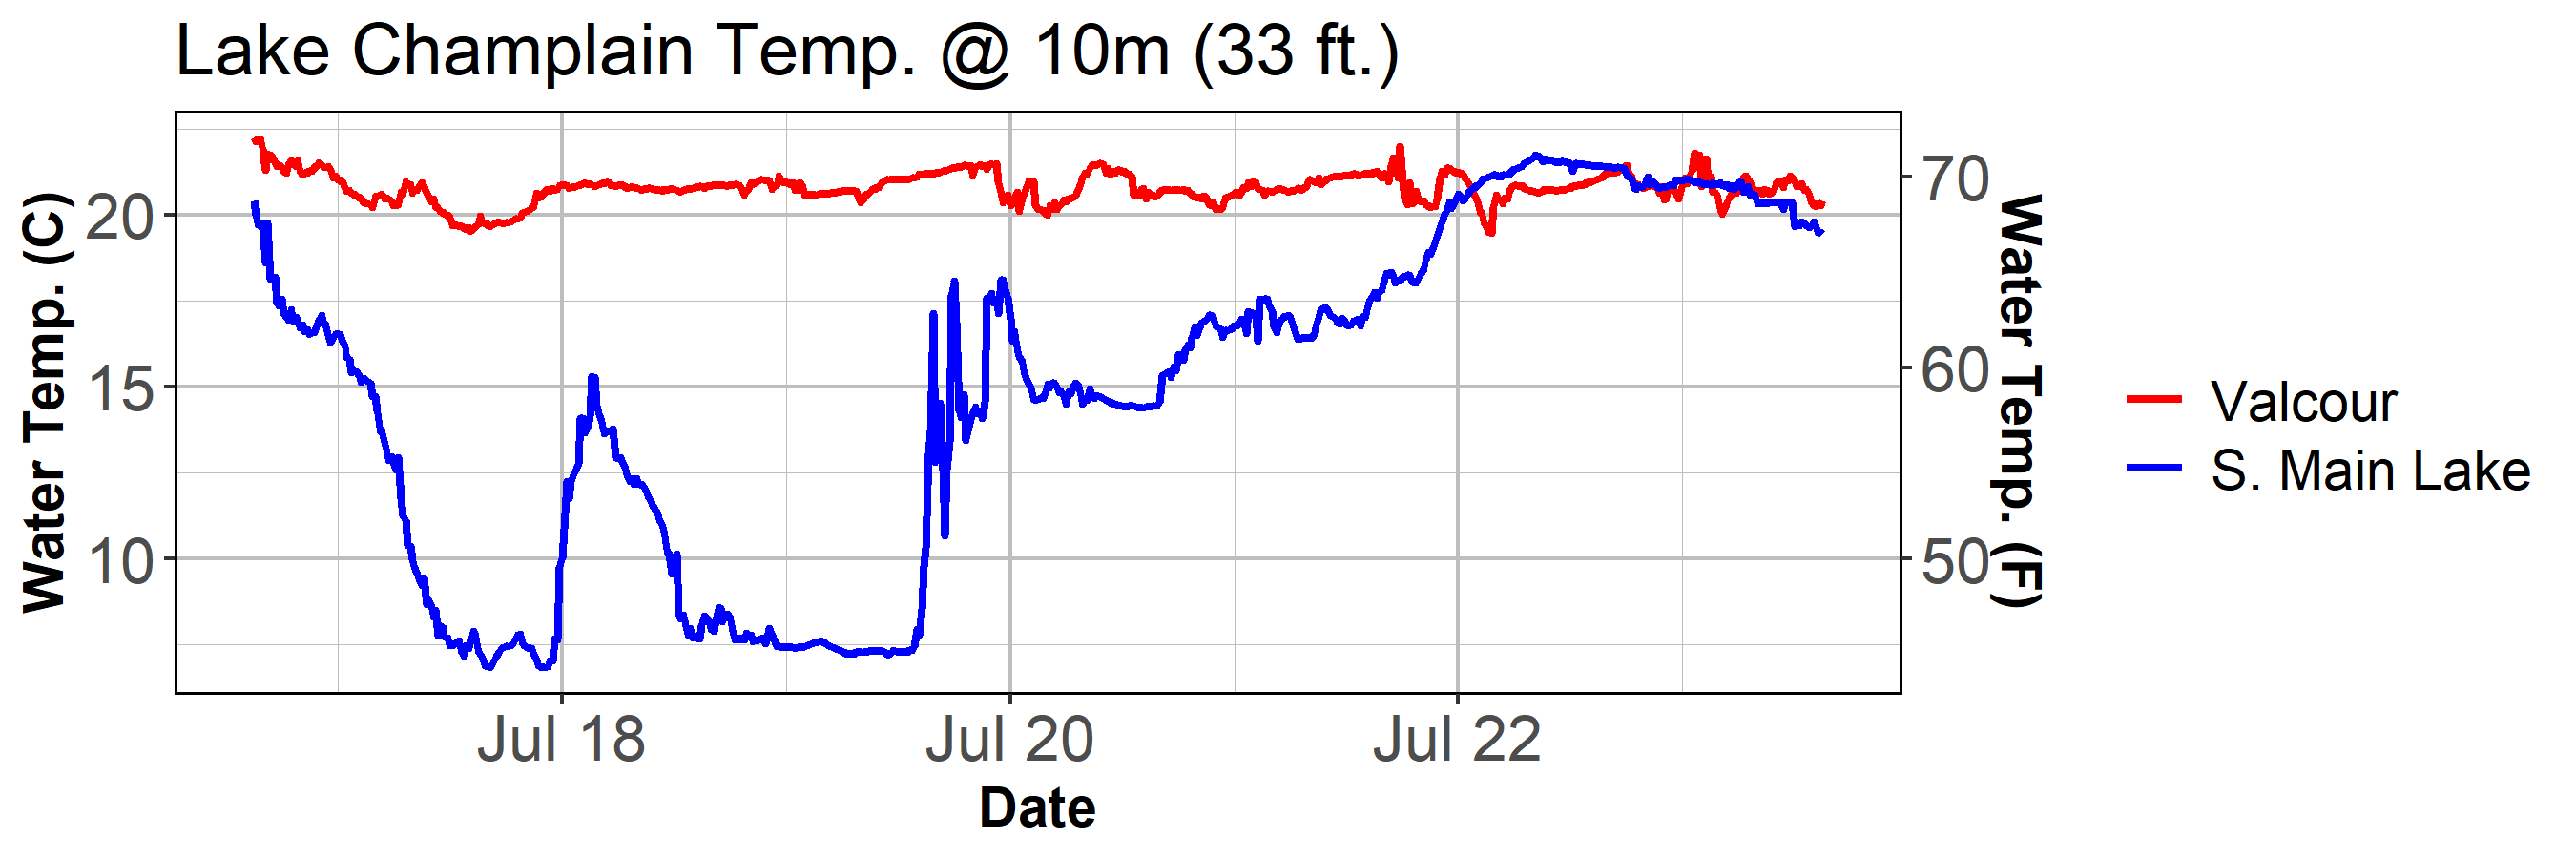 Lake Champlain Temp. @ 10m (33 ft.)
Water Temp. (C)
20
15
10
70
60
50
Water Temp. (F)
Jul 18
Jul 20
Jul 22
Date
Valcour
S. Main Lake